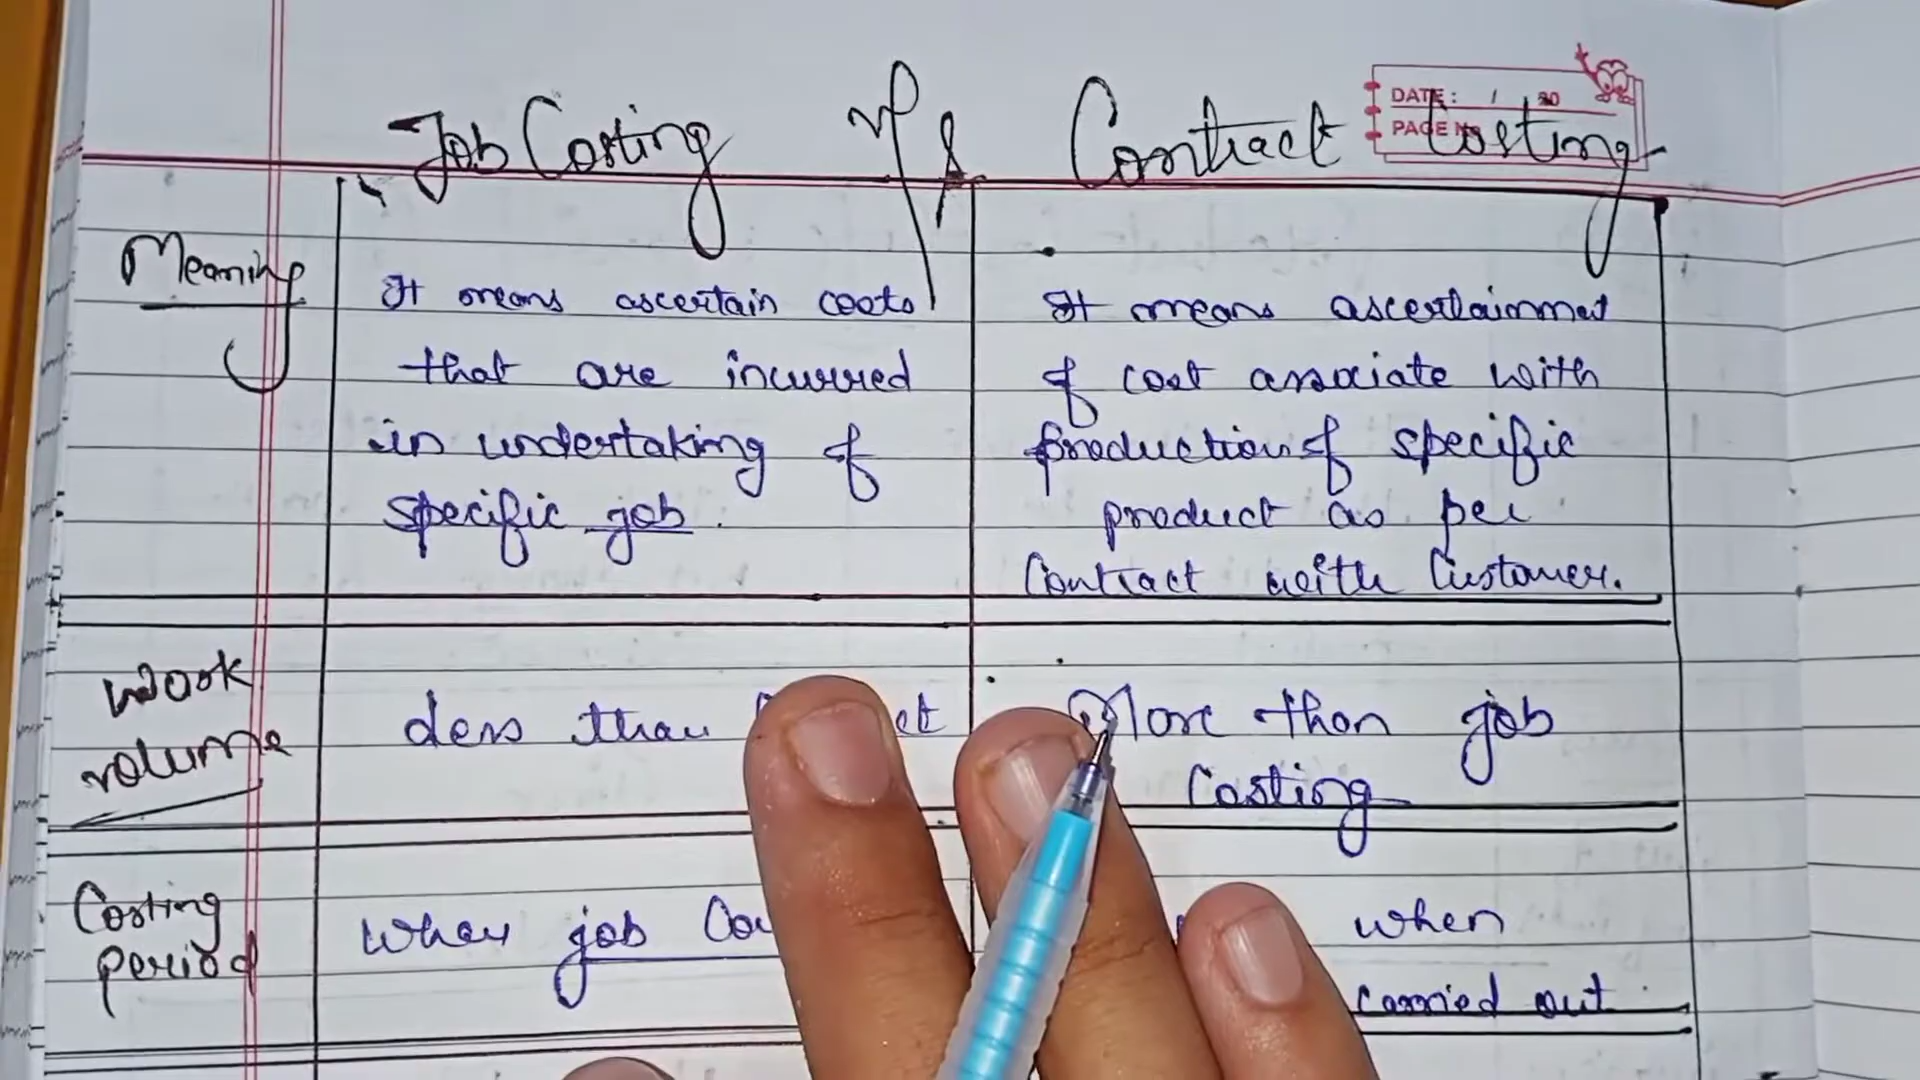 Job Costing v/s Contract Costing
DATE: / 20
PAGE No
Meaning
It means ascertain costs
that are incurred
in undertaking of
specific job.
It means ascertainmet
of cost associate with
production of specific
product as per
Contract with Customer.
Work
volume
Less than
More than job
Costing
Costing
period
When job
when
carried out